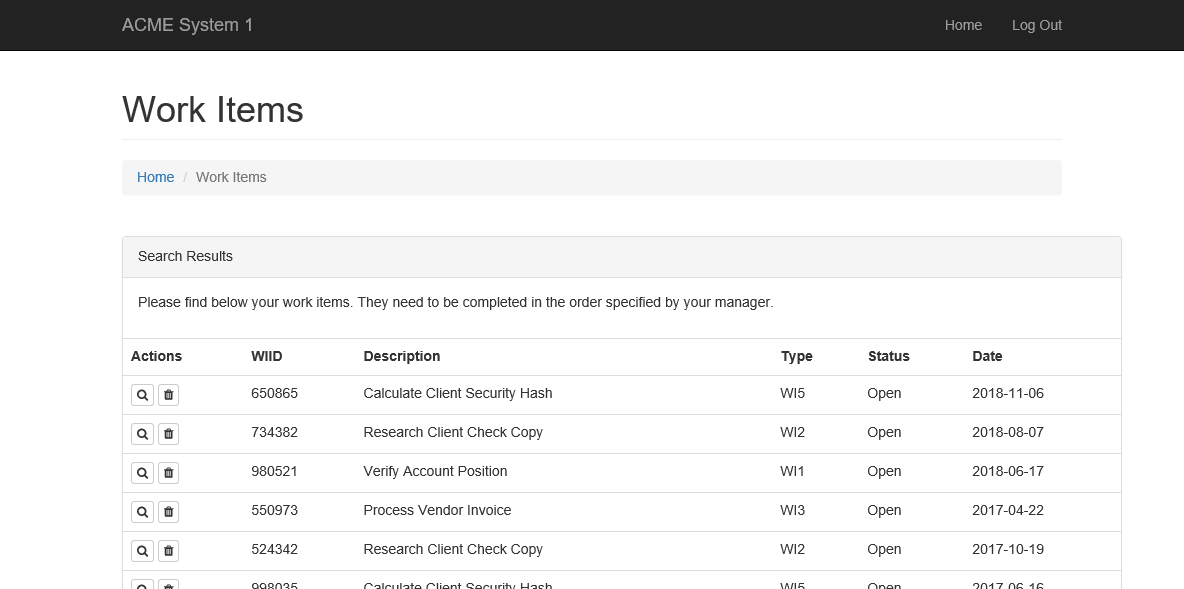 ACME System 1 Home Log Out
Work Items
Home / Work Items
Search Results
Please find below your work items. They need to be completed in the order specified by your manager.
Actions WIID Description Type Status Date
650865 Calculate Client Security Hash WI5 Open 2018-11-06
734382 Research Client Check Copy WI2 Open 2018-08-07
980521 Verify Account Position WI1 Open 2018-06-17
550973 Process Vendor Invoice WI3 Open 2017-04-22
524342 Research Client Check Copy WI2 Open 2017-10-19
998035 Calculate Client Security Hash WI5 Open 2017-06-16